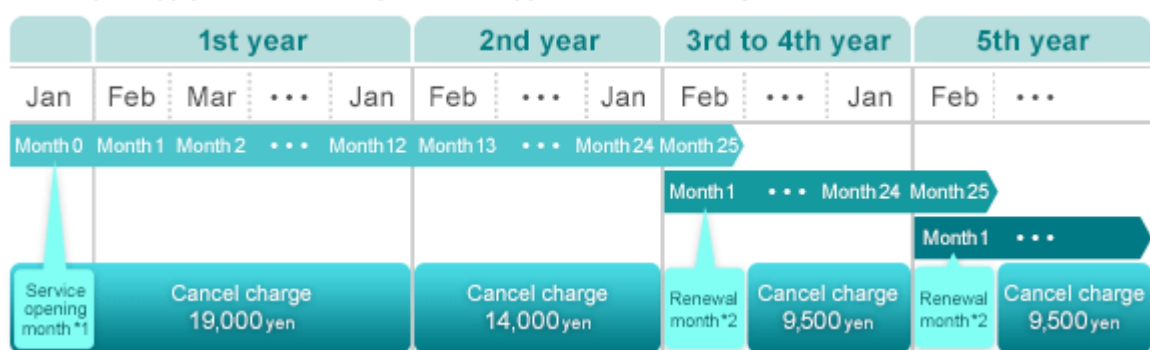 1st year 2nd year 3rd to 4th year 5th year
Jan Feb Mar ••• Jan Feb ••• Jan Feb ••• Jan Feb •••
Month 0 Month 1 Month 2 ••• Month 12 Month 13 ••• Month 24 Month 25
Month 1 ••• Month 24 Month 25
Month 1 •••
Service
opening
month *1
Cancel charge
19,000 yen
Cancel charge
14,000 yen
Renewal
month*2
Cancel charge
9,500 yen
Renewal
month*2
Cancel charge
9,500 yen